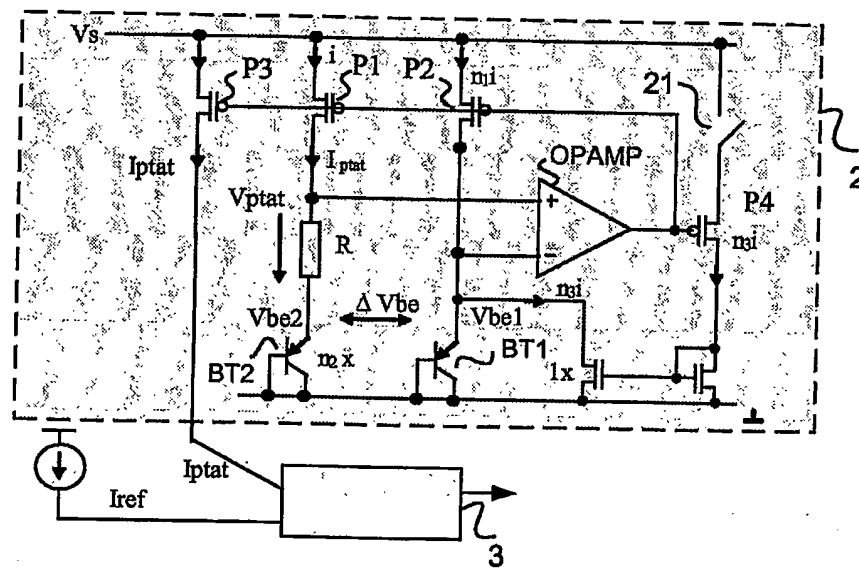 Vs
P3
i
P1
P2
n₁i
21
2
Iptat
Iptat
OPAMP
Vptat
+
P4
R
−
n₃i
n₃i
Δ Vbe
Vbe2
Vbe1
BT2
n₂ x
BT1
1x
Iptat
Iref
3